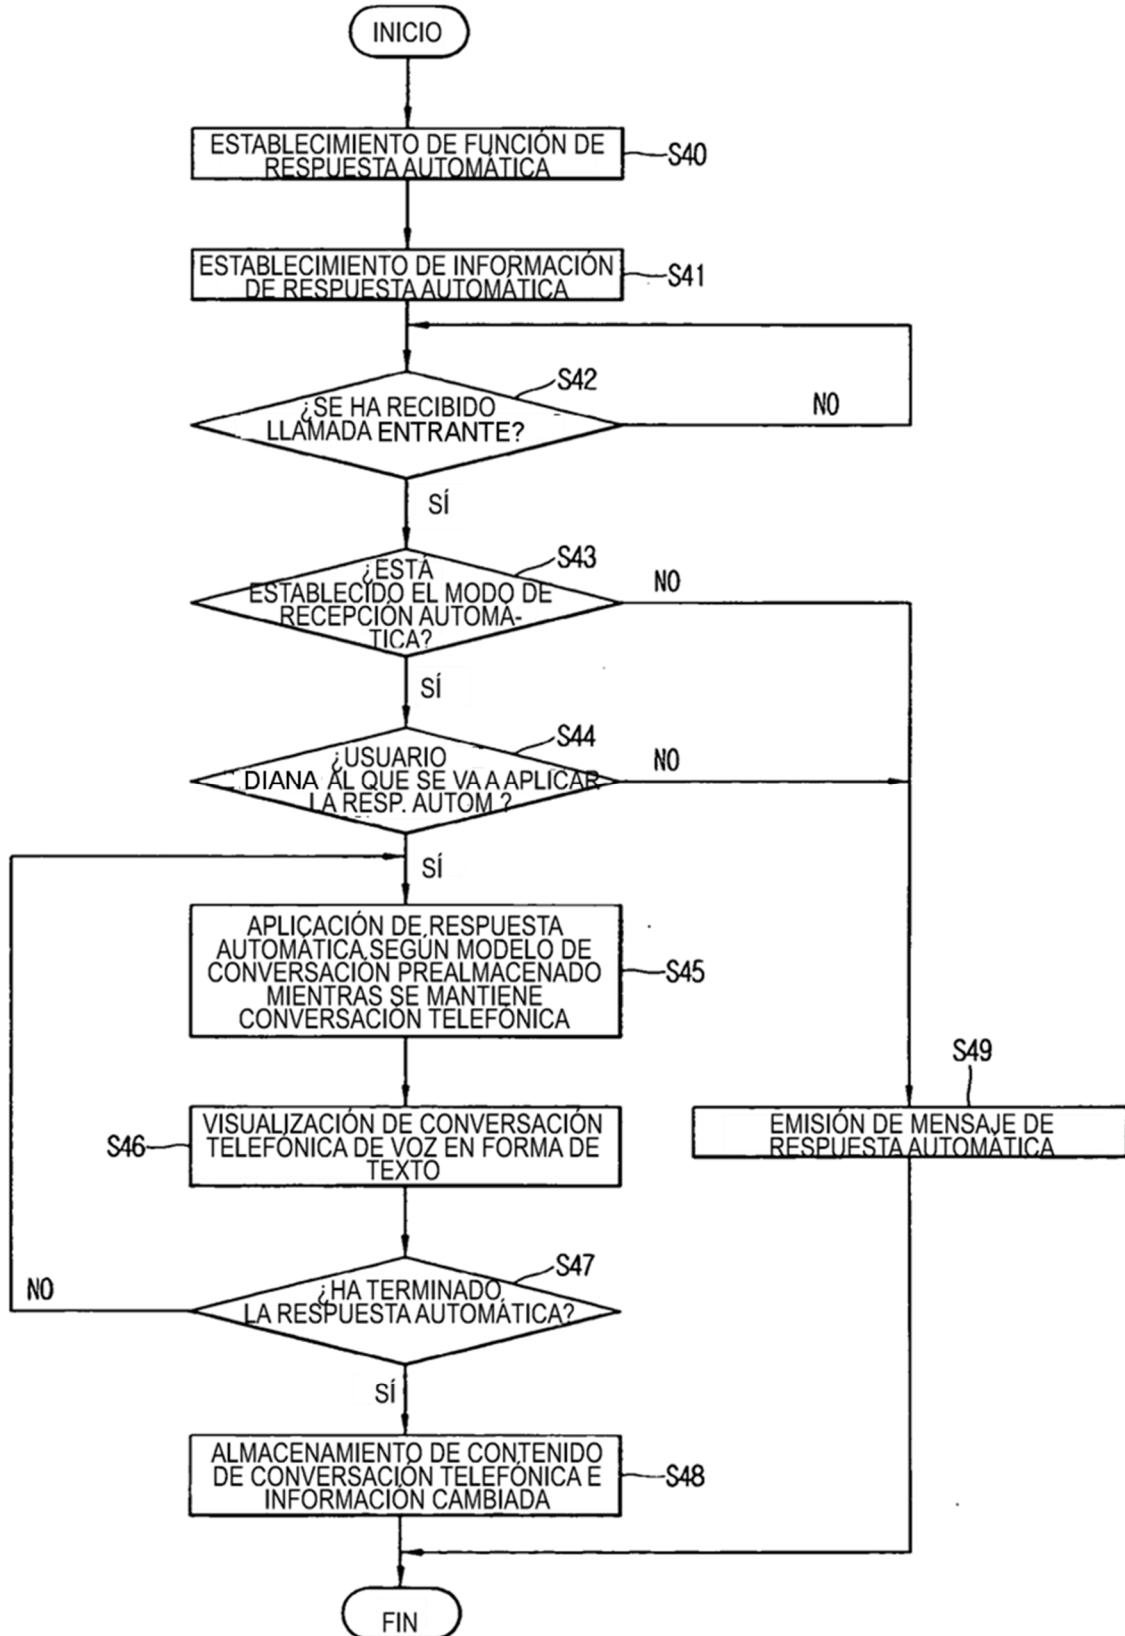 INICIO
ESTABLECIMIENTO DE FUNCIÓN DE
RESPUESTA AUTOMÁTICA
S40
ESTABLECIMIENTO DE INFORMACIÓN
DE RESPUESTA AUTOMÁTICA
S41
S42
¿SE HA RECIBIDO
LLAMADA ENTRANTE?
NO
SÍ
S43
¿ESTÁ
ESTABLECIDO EL MODO DE
RECEPCIÓN AUTOMÁ-
TICA?
NO
SÍ
S44
¿USUARIO
DIANA AL QUE SE VA A APLICAR
LA RESP. AUTOM ?
NO
SÍ
APLICACIÓN DE RESPUESTA
AUTOMÁTICA SEGÚN MODELO DE
CONVERSACIÓN PREALMACENADO
MIENTRAS SE MANTIENE
CONVERSACIÓN TELEFÓNICA
S45
S46
VISUALIZACIÓN DE CONVERSACIÓN
TELEFÓNICA DE VOZ EN FORMA DE
TEXTO
S49
EMISIÓN DE MENSAJE DE
RESPUESTA AUTOMÁTICA
S47
¿HA TERMINADO
LA RESPUESTA AUTOMÁTICA?
NO
SÍ
ALMACENAMIENTO DE CONTENIDO
DE CONVERSACIÓN TELEFÓNICA E
INFORMACIÓN CAMBIADA
S48
FIN